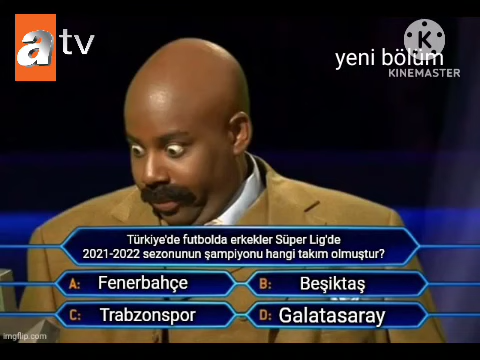 atv
yeni bölüm
K
KINEMASTER
Türkiye'de futbolda erkekler Süper Lig'de
2021-2022 sezonunun şampiyonu hangi takım olmuştur?
A: Fenerbahçe
B: Beşiktaş
C: Trabzonspor
D: Galatasaray
imgflip.com